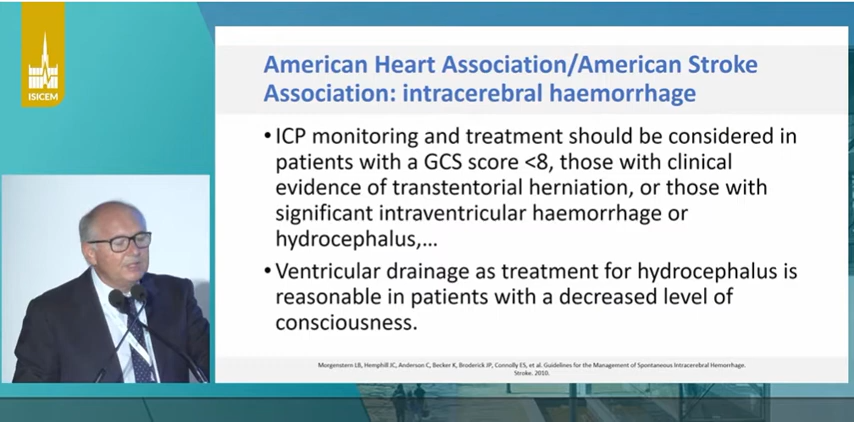 ISICEM
American Heart Association/American Stroke
Association: intracerebral haemorrhage
• ICP monitoring and treatment should be considered in
patients with a GCS score <8, those with clinical
evidence of transtentorial herniation, or those with
significant intraventricular haemorrhage or
hydrocephalus,...
• Ventricular drainage as treatment for hydrocephalus is
reasonable in patients with a decreased level of
consciousness.
Morgenstern LB, Hemphill JC, Anderson C, Becker K, Broderick JP, Connolly ES, et al. Guidelines for the Management of Spontaneous Intracerebral Hemorrhage.
Stroke. 2010.